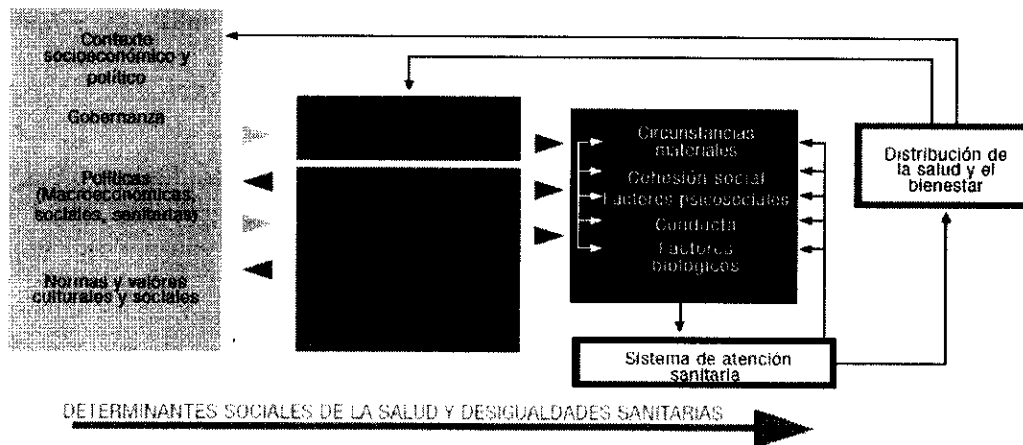 Contexto
socioeconómico y
político
Gobernanza
Políticas
(Macroeconómicas,
sociales, sanitarias)
Normas y valores
culturales y sociales
Circunstancias
materiales
Cohesión social
Factores psicosociales
Conducta
Factores
biológicos
Distribución de
la salud y el
bienestar
Sistema de atención
sanitaria
DETERMINANTES SOCIALES DE LA SALUD Y DESIGUALDADES SANITARIAS